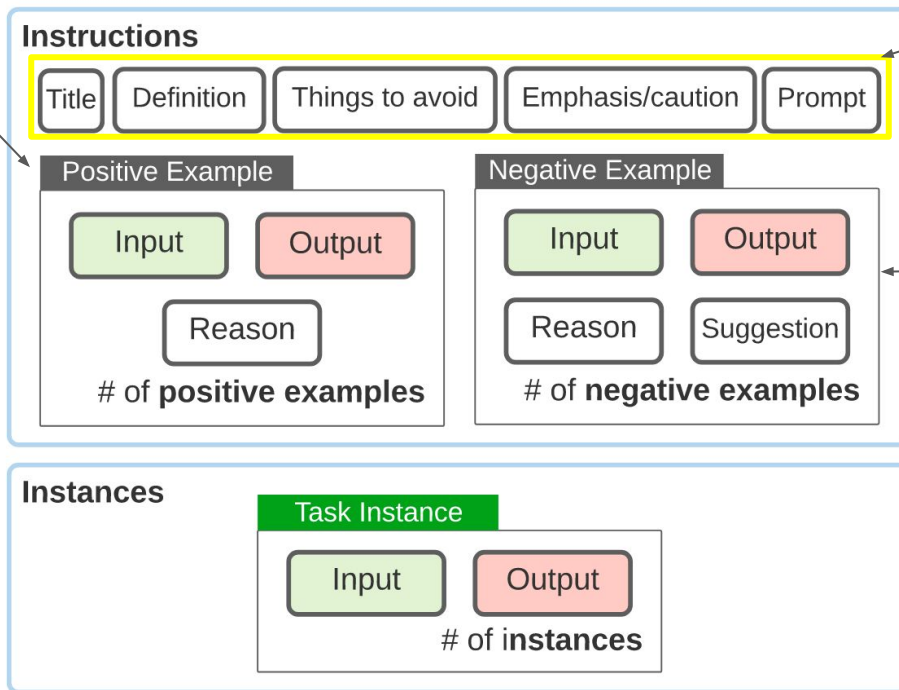 Instructions
Title Definition Things to avoid Emphasis/caution Prompt
Positive Example
Input Output
Reason
# of positive examples
Negative Example
Input Output
Reason Suggestion
# of negative examples
Instances
Task Instance
Input Output
# of instances